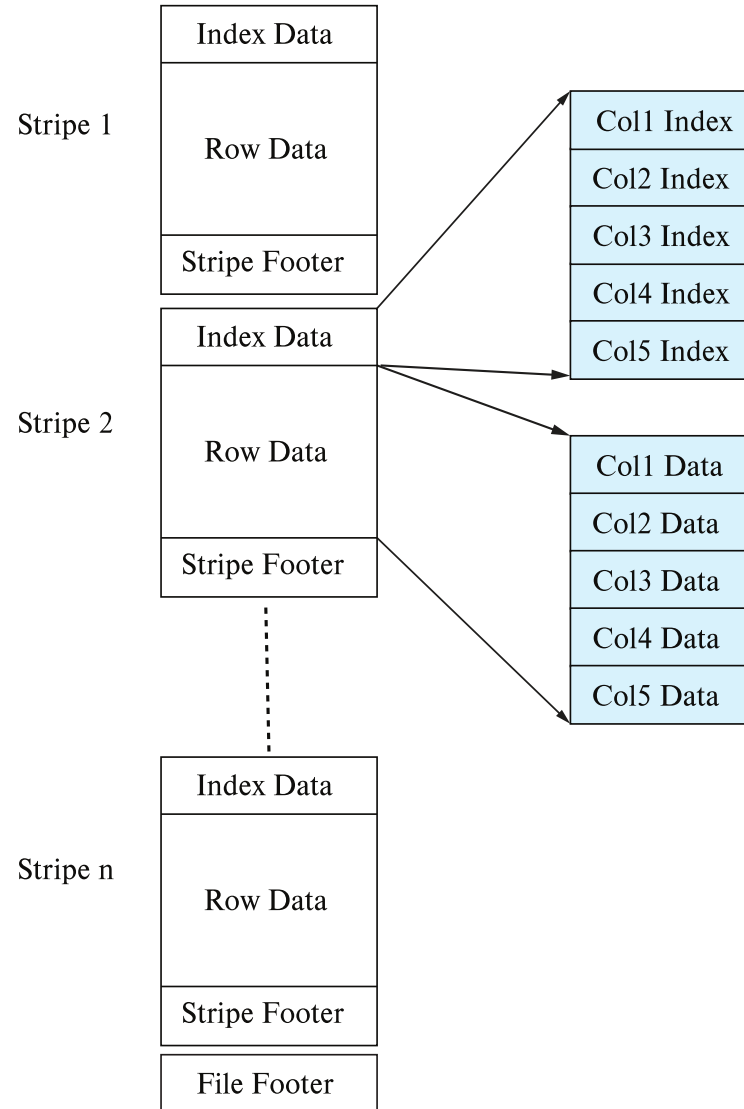 Index Data
Stripe 1
Row Data
Stripe Footer
Index Data
Stripe 2
Row Data
Stripe Footer
Col1 Index
Col2 Index
Col3 Index
Col4 Index
Col5 Index
Col1 Data
Col2 Data
Col3 Data
Col4 Data
Col5 Data
Index Data
Stripe n
Row Data
Stripe Footer
File Footer